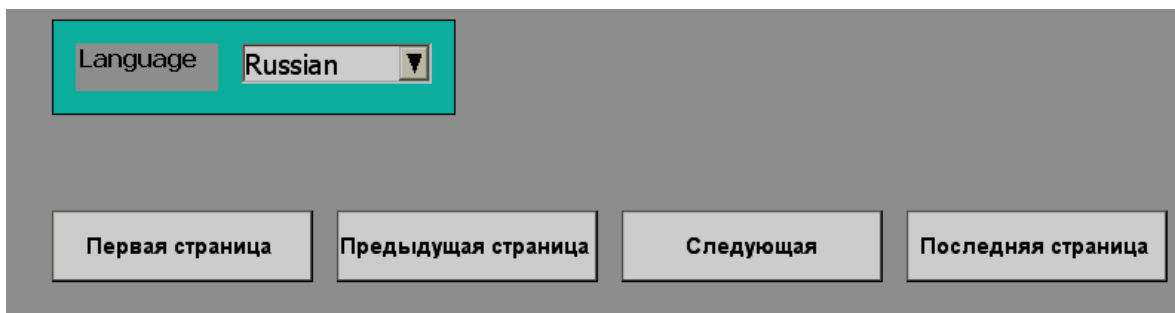 Language
Russian
Первая страница
Предыдущая страница
Следующая
Последняя страница